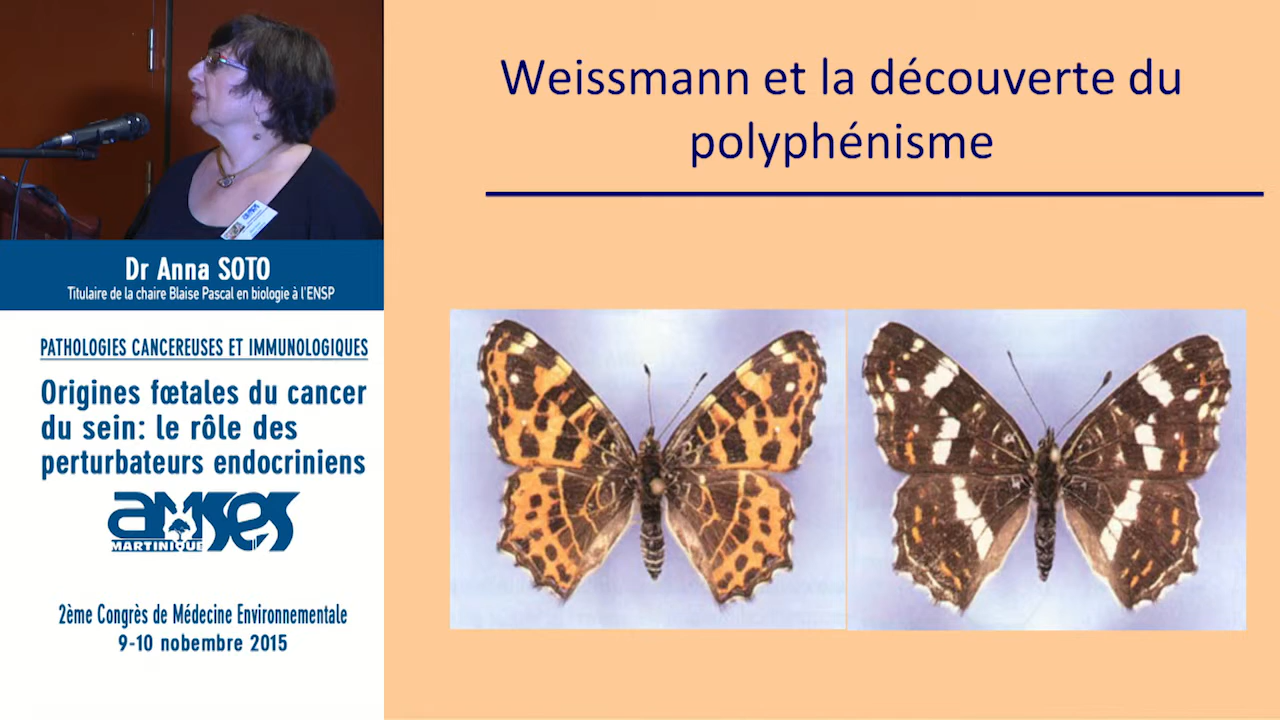 Weissmann et la découverte du
polyphénisme
Dr Anna SOTO
Titulaire de la chaire Blaise Pascal en biologie à l'ENSP
PATHOLOGIES CANCEREUSES ET IMMUNOLOGIQUES
Origines fœtales du cancer
du sein: le rôle des
perturbateurs endocriniens
amses
MARTINIQUE
2ème Congrès de Médecine Environnementale
9-10 nobembre 2015